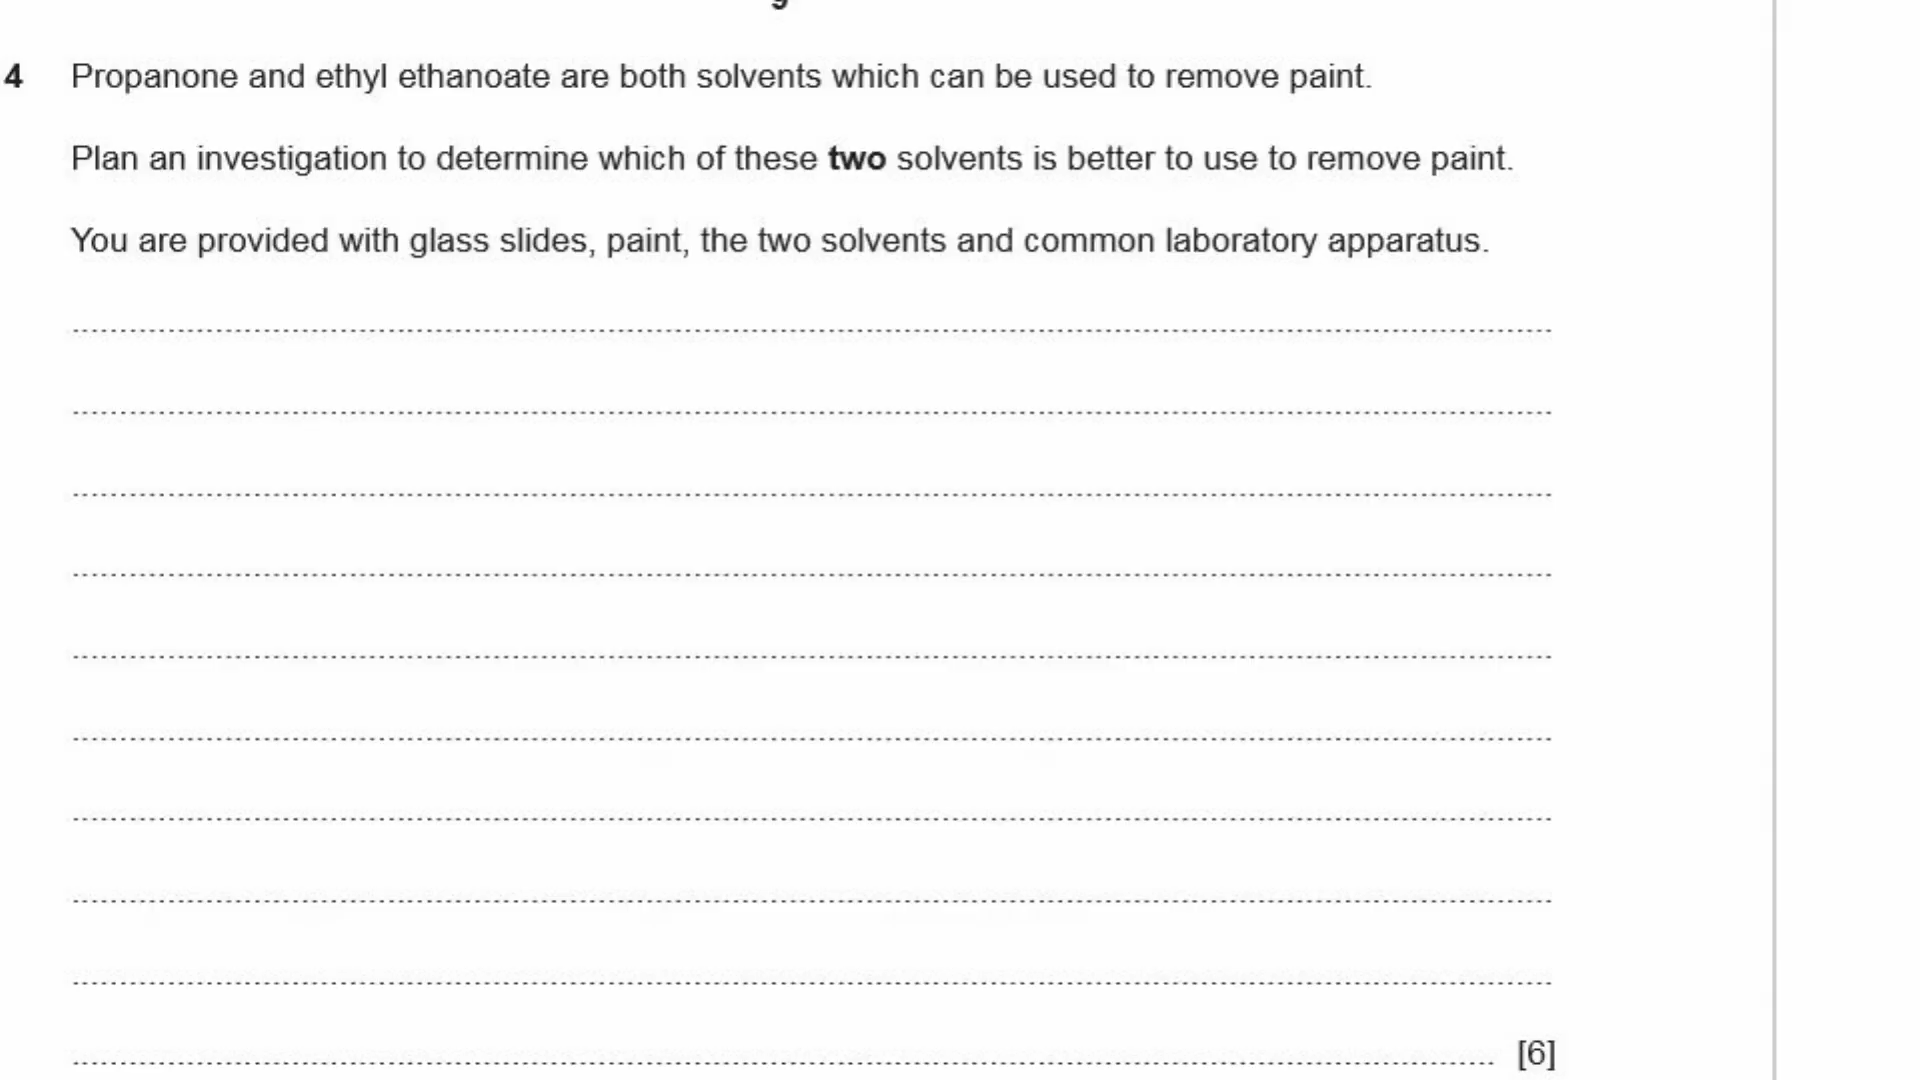 4 Propanone and ethyl ethanoate are both solvents which can be used to remove paint.
Plan an investigation to determine which of these two solvents is better to use to remove paint.
You are provided with glass slides, paint, the two solvents and common laboratory apparatus.
[6]